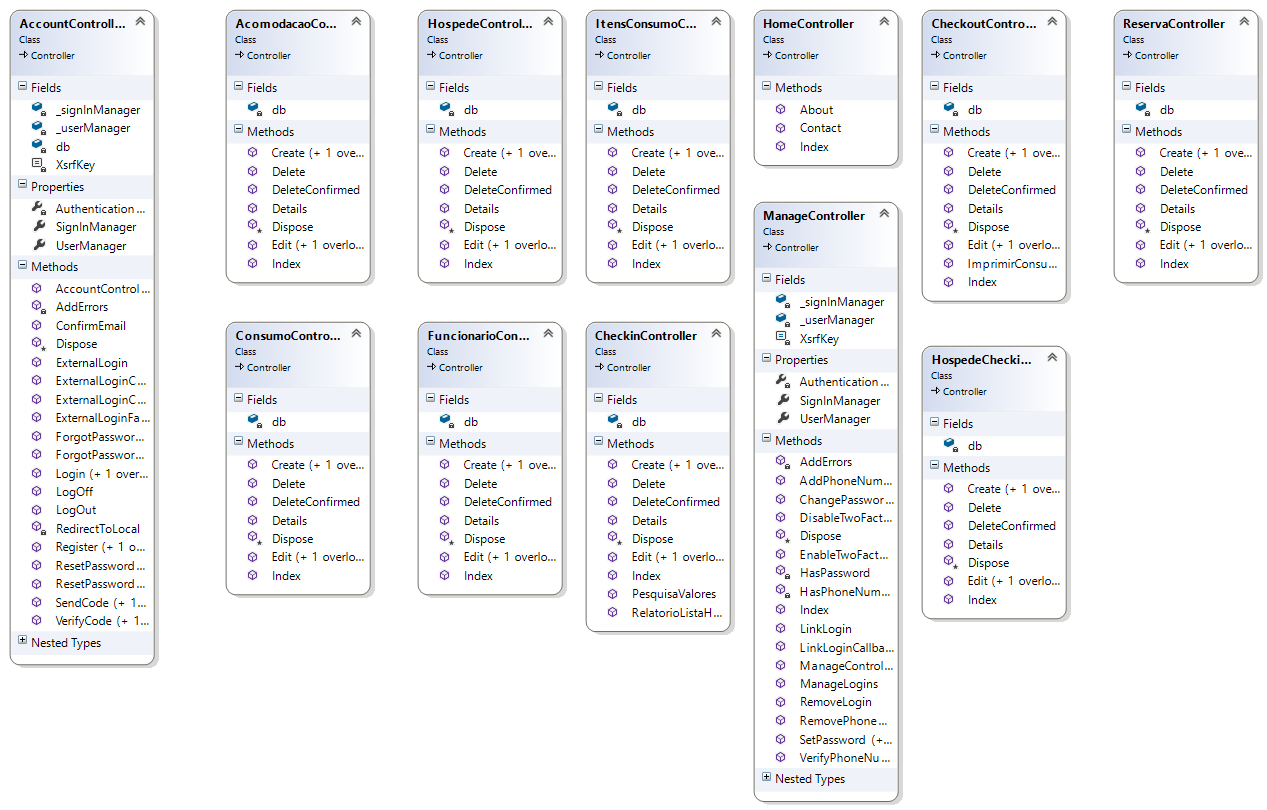 AccountControll...
Class
Controller
Fields
_signInManager
_userManager
db
XsrfKey
Properties
Authentication ...
SignInManager
UserManager
Methods
AccountControl ...
AddErrors
ConfirmEmail
Dispose
ExternalLogin
ExternalLoginC...
ExternalLoginC...
ExternalLoginFa...
ForgotPasswor...
ForgotPasswor...
Login (+ 1 over...
LogOff
LogOut
RedirectToLocal
Register (+ 1 o...
ResetPassword ...
ResetPassword ...
SendCode (+ 1...
VerifyCode (+ 1...
Nested Types
AcomodacaoCo...
Class
Controller
Fields
db
Methods
Create (+ 1 ove...
Delete
DeleteConfirmed
Details
Dispose
Edit (+ 1 overlo...
Index
HospedeControl...
Class
Controller
Fields
db
Methods
Create (+ 1 ove...
Delete
DeleteConfirmed
Details
Dispose
Edit (+ 1 overlo...
Index
ItensConsumoC...
Class
Controller
Fields
db
Methods
Create (+ 1 ove...
Delete
DeleteConfirmed
Details
Dispose
Edit (+ 1 overlo...
Index
HomeController
Class
Controller
Methods
About
Contact
Index
CheckoutContro...
Class
Controller
Fields
db
Methods
Create (+ 1 ove...
Delete
DeleteConfirmed
Details
Dispose
Edit (+ 1 overlo...
ImprimirConsu...
Index
ReservaController
Class
Controller
Fields
db
Methods
Create (+ 1 ove...
Delete
DeleteConfirmed
Details
Dispose
Edit (+ 1 overlo...
Index
ConsumoContro...
Class
Controller
Fields
db
Methods
Create (+ 1 ove...
Delete
DeleteConfirmed
Details
Dispose
Edit (+ 1 overlo...
Index
FuncionarioCon...
Class
Controller
Fields
db
Methods
Create (+ 1 ove...
Delete
DeleteConfirmed
Details
Dispose
Edit (+ 1 overlo...
Index
CheckinController
Class
Controller
Fields
db
Methods
Create (+ 1 ove...
Delete
DeleteConfirmed
Details
Dispose
Edit (+ 1 overlo...
Index
PesquisaValores
RelatorioListaH...
ManageController
Class
Controller
Fields
_signInManager
_userManager
XsrfKey
Properties
Authentication ...
SignInManager
UserManager
Methods
AddErrors
AddPhoneNum...
ChangePasswor...
DisableTwoFact...
Dispose
EnableTwoFact...
HasPassword
HasPhoneNum...
Index
LinkLogin
LinkLoginCallba...
ManageControl...
ManageLogins
RemoveLogin
RemovePhone ...
SetPassword (+...
VerifyPhoneNu ...
Nested Types
HospedeChecki...
Class
Controller
Fields
db
Methods
Create (+ 1 ove...
Delete
DeleteConfirmed
Details
Dispose
Edit (+ 1 overlo...
Index